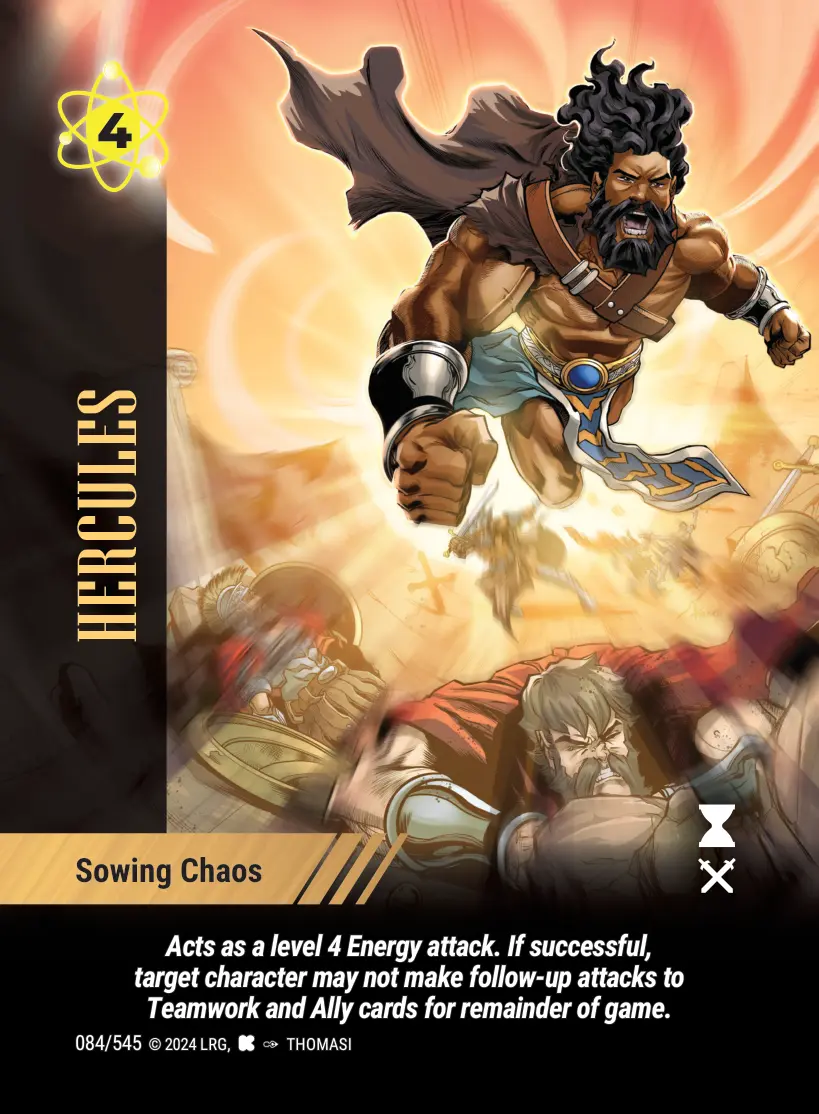 4
HERCULES
Sowing Chaos
Acts as a level 4 Energy attack. If successful,
target character may not make follow-up attacks to
Teamwork and Ally cards for remainder of game.
084/545 © 2024 LRG, THOMASI